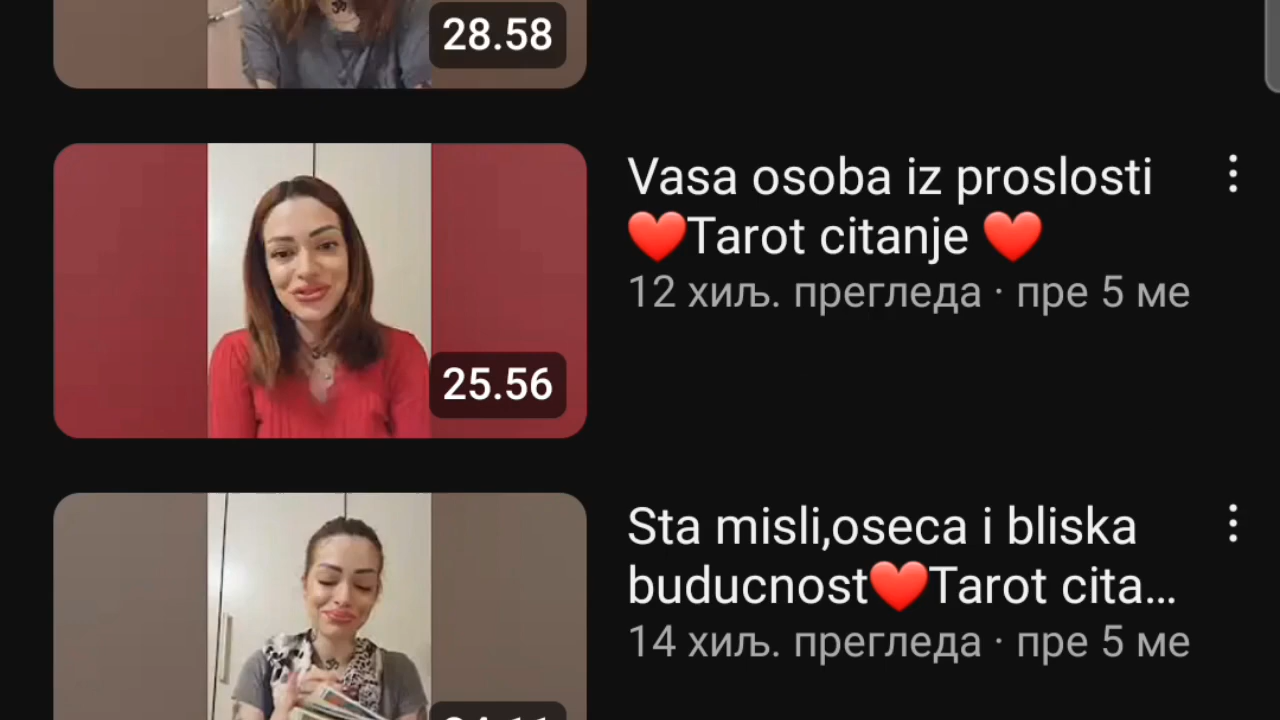 28.58
Vasa osoba iz proslosti
❤️Tarot citanje ❤️
12 хиљ. прегледа · пре 5 ме
25.56
Sta misli,oseca i bliska
buducnost❤️Tarot cita...
14 хиљ. прегледа · пре 5 ме